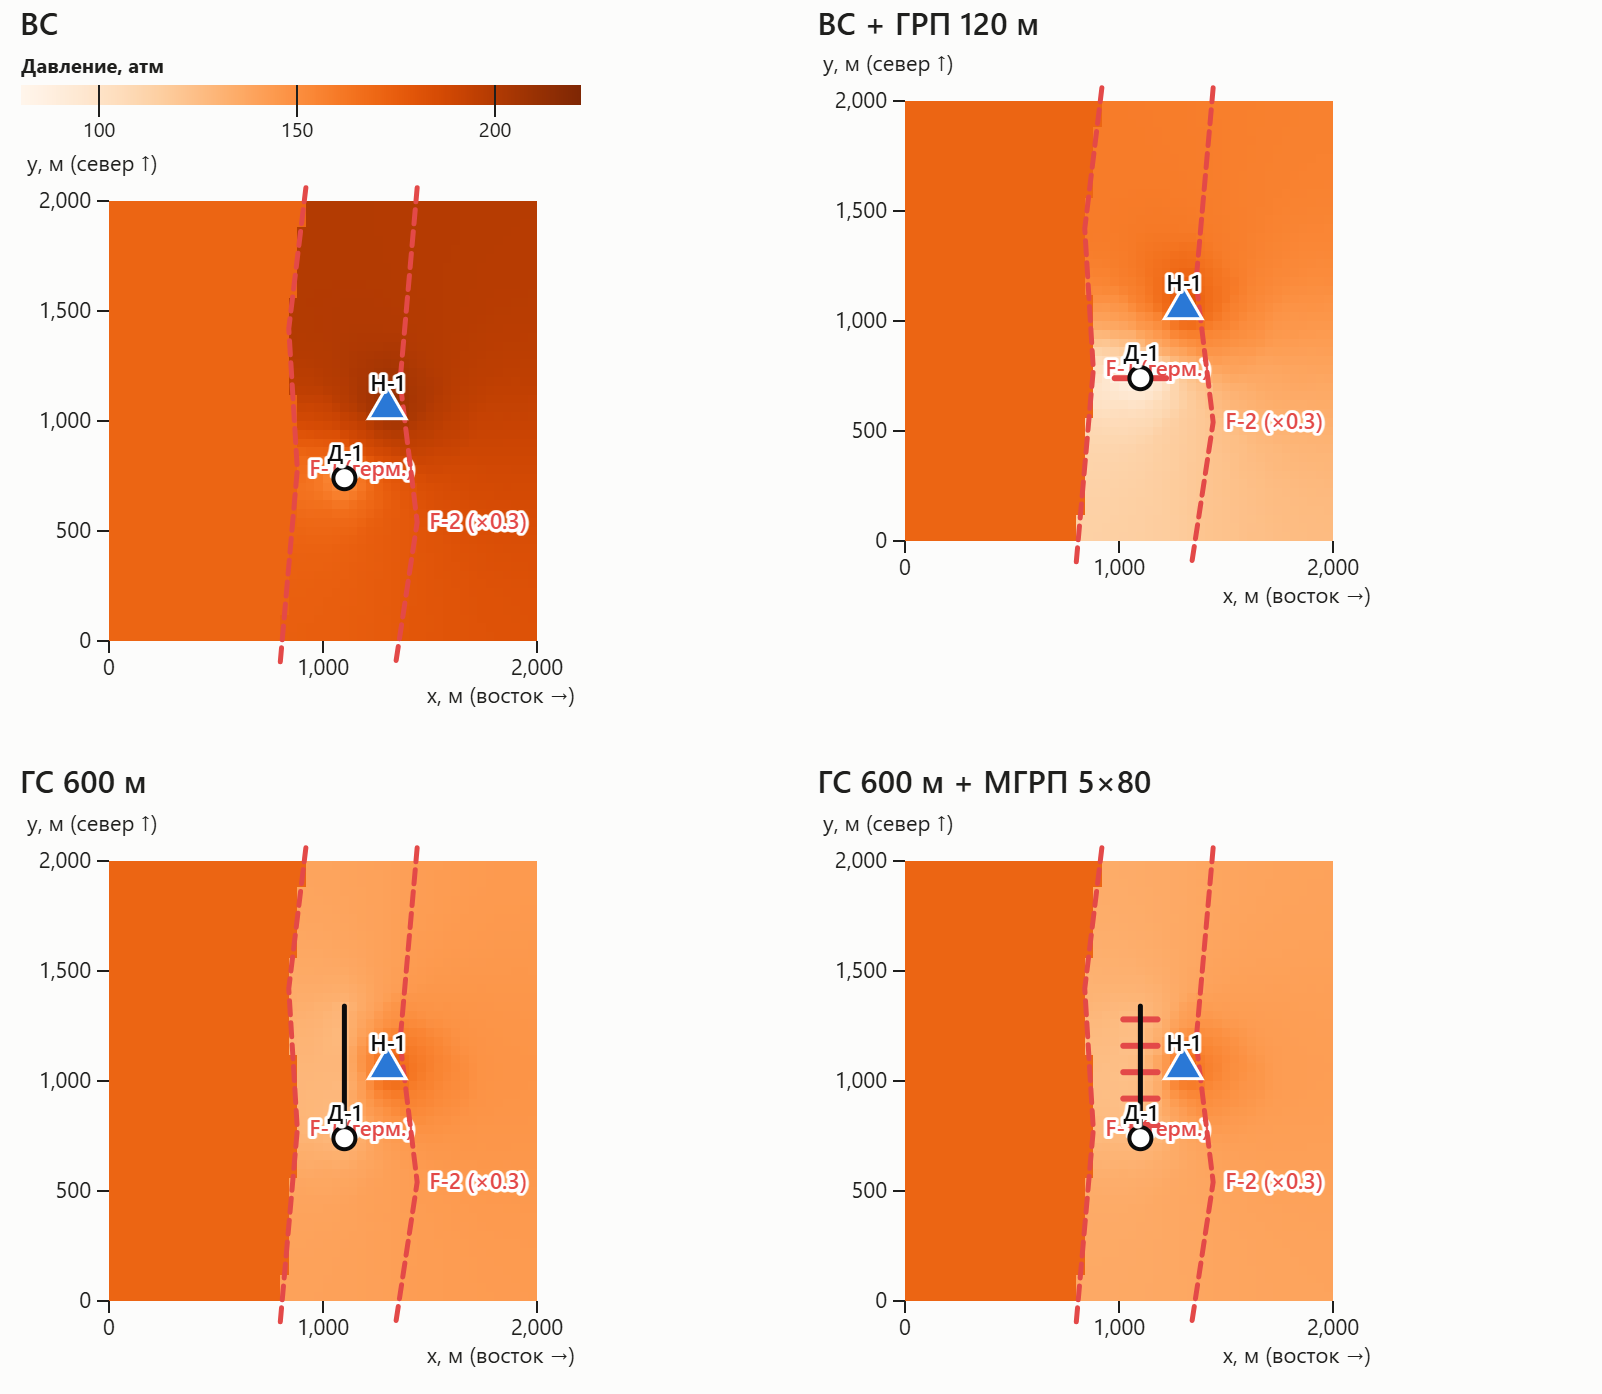 ВС
Давление, атм
100 150 200
y, м (север ↑)
2,000
1,500
1,000
500
0
Н-1
Д-1
F- (герм.)
F-2 (×0.3)
0 1,000 2,000
x, м (восток →)
ВС + ГРП 120 м
y, м (север ↑)
2,000
1,500
1,000
500
0
Н-1
Д-1
F- (герм.)
F-2 (×0.3)
0 1,000 2,000
x, м (восток →)
ГС 600 м
y, м (север ↑)
2,000
1,500
1,000
500
0
Н-1
Д-1
F- (герм.)
F-2 (×0.3)
0 1,000 2,000
x, м (восток →)
ГС 600 м + МГРП 5×80
y, м (север ↑)
2,000
1,500
1,000
500
0
Н-1
Д-1
F- (герм.)
F-2 (×0.3)
0 1,000 2,000
x, м (восток →)